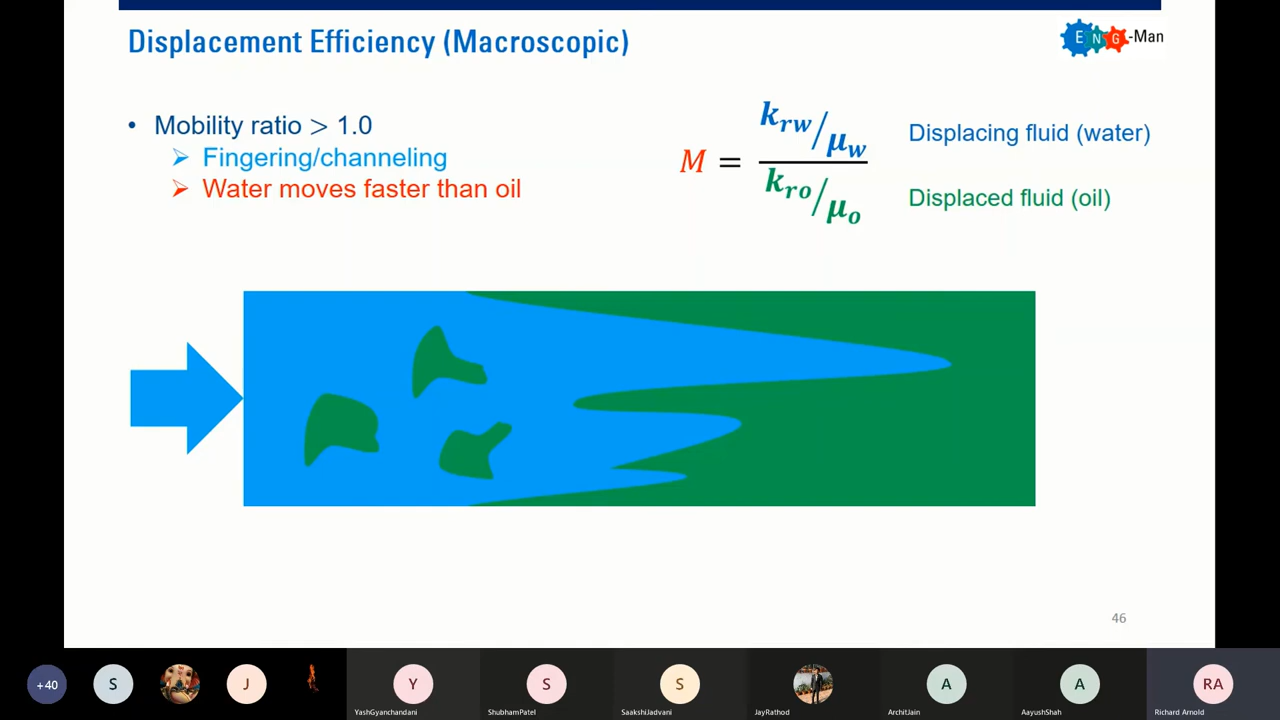 Displacement Efficiency (Macroscopic)
ENG-Man
• Mobility ratio > 1.0
➢ Fingering/channeling
➢ Water moves faster than oil
M = k_rw/μ_w
k_ro/μ_o
Displacing fluid (water)
Displaced fluid (oil)
46
+40
S
J
Y
S
S
A
A
RA
YashGyanchandani
ShubhamPatel
SaakshiJadvani
JayRathod
ArchitJain
AayushShah
Richard Arnold